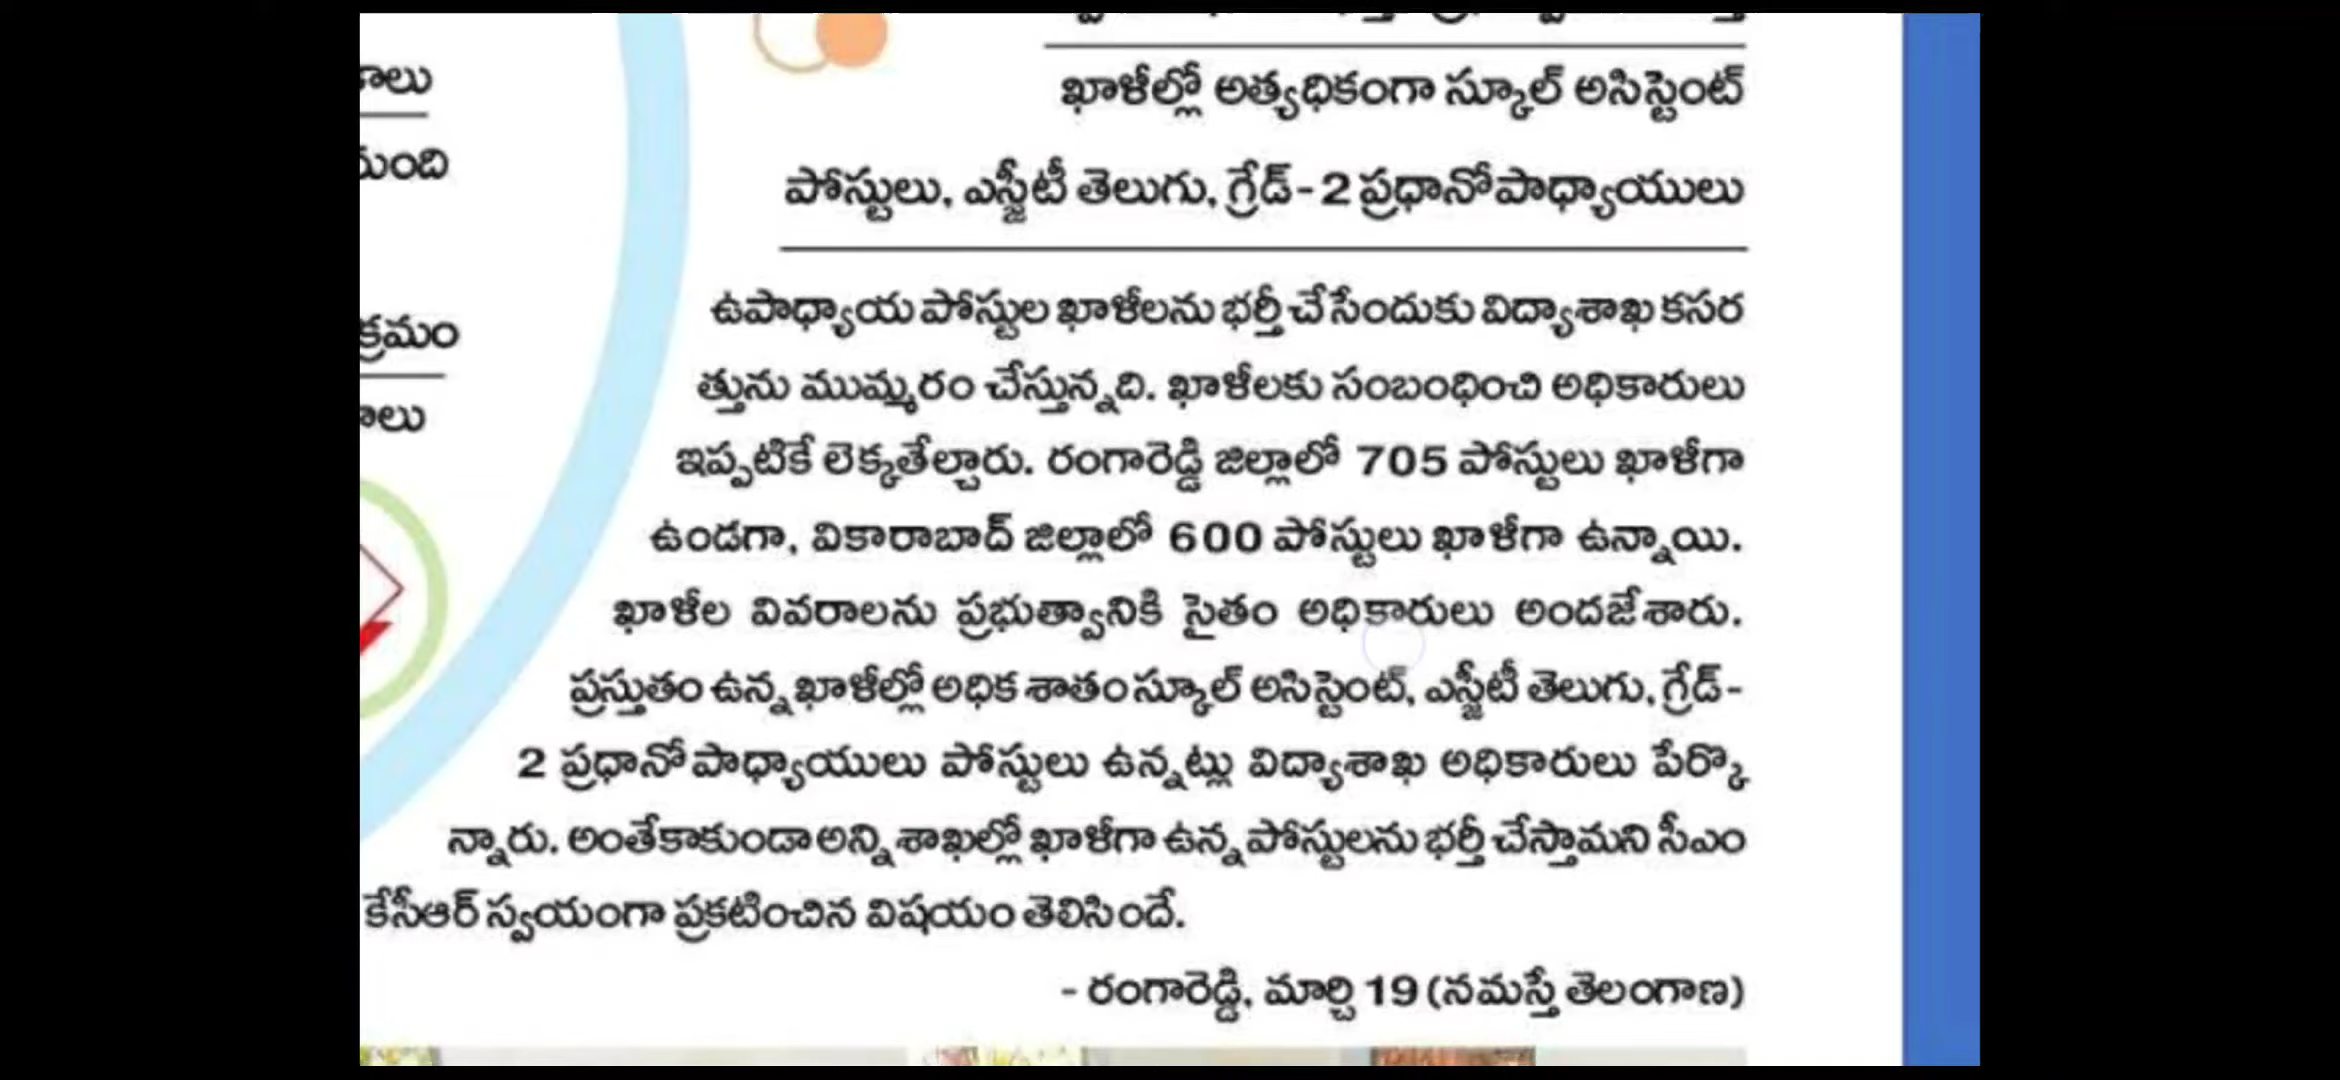 మంది
క్రమం
ఖాళీల్లో అత్యధికంగా స్కూల్ అసిస్టెంట్
పోస్టులు, ఎస్జీటీ తెలుగు, గ్రేడ్-2 ప్రధానోపాధ్యాయులు
ఉపాధ్యాయ పోస్టుల ఖాళీలను భర్తీ చేసేందుకు విద్యాశాఖ కసర
త్తును ముమ్మరం చేస్తున్నది. ఖాళీలకు సంబంధించి అధికారులు
ఇప్పటికే లెక్కతేల్చారు. రంగారెడ్డి జిల్లాలో 705 పోస్టులు ఖాళీగా
ఉండగా, వికారాబాద్ జిల్లాలో 600 పోస్టులు ఖాళీగా ఉన్నాయి.
ఖాళీల వివరాలను ప్రభుత్వానికి సైతం అధికారులు అందజేశారు.
ప్రస్తుతం ఉన్న ఖాళీల్లో అధిక శాతం స్కూల్ అసిస్టెంట్, ఎస్జీటీ తెలుగు, గ్రేడ్-
2 ప్రధానోపాధ్యాయులు పోస్టులు ఉన్నట్లు విద్యాశాఖ అధికారులు పేర్కొ
న్నారు. అంతేకాకుండా అన్ని శాఖల్లో ఖాళీగా ఉన్న పోస్టులను భర్తీ చేస్తామని సీఎం
కేసీఆర్ స్వయంగా ప్రకటించిన విషయం తెలిసిందే.
- రంగారెడ్డి, మార్చి 19 (నమస్తే తెలంగాణ)